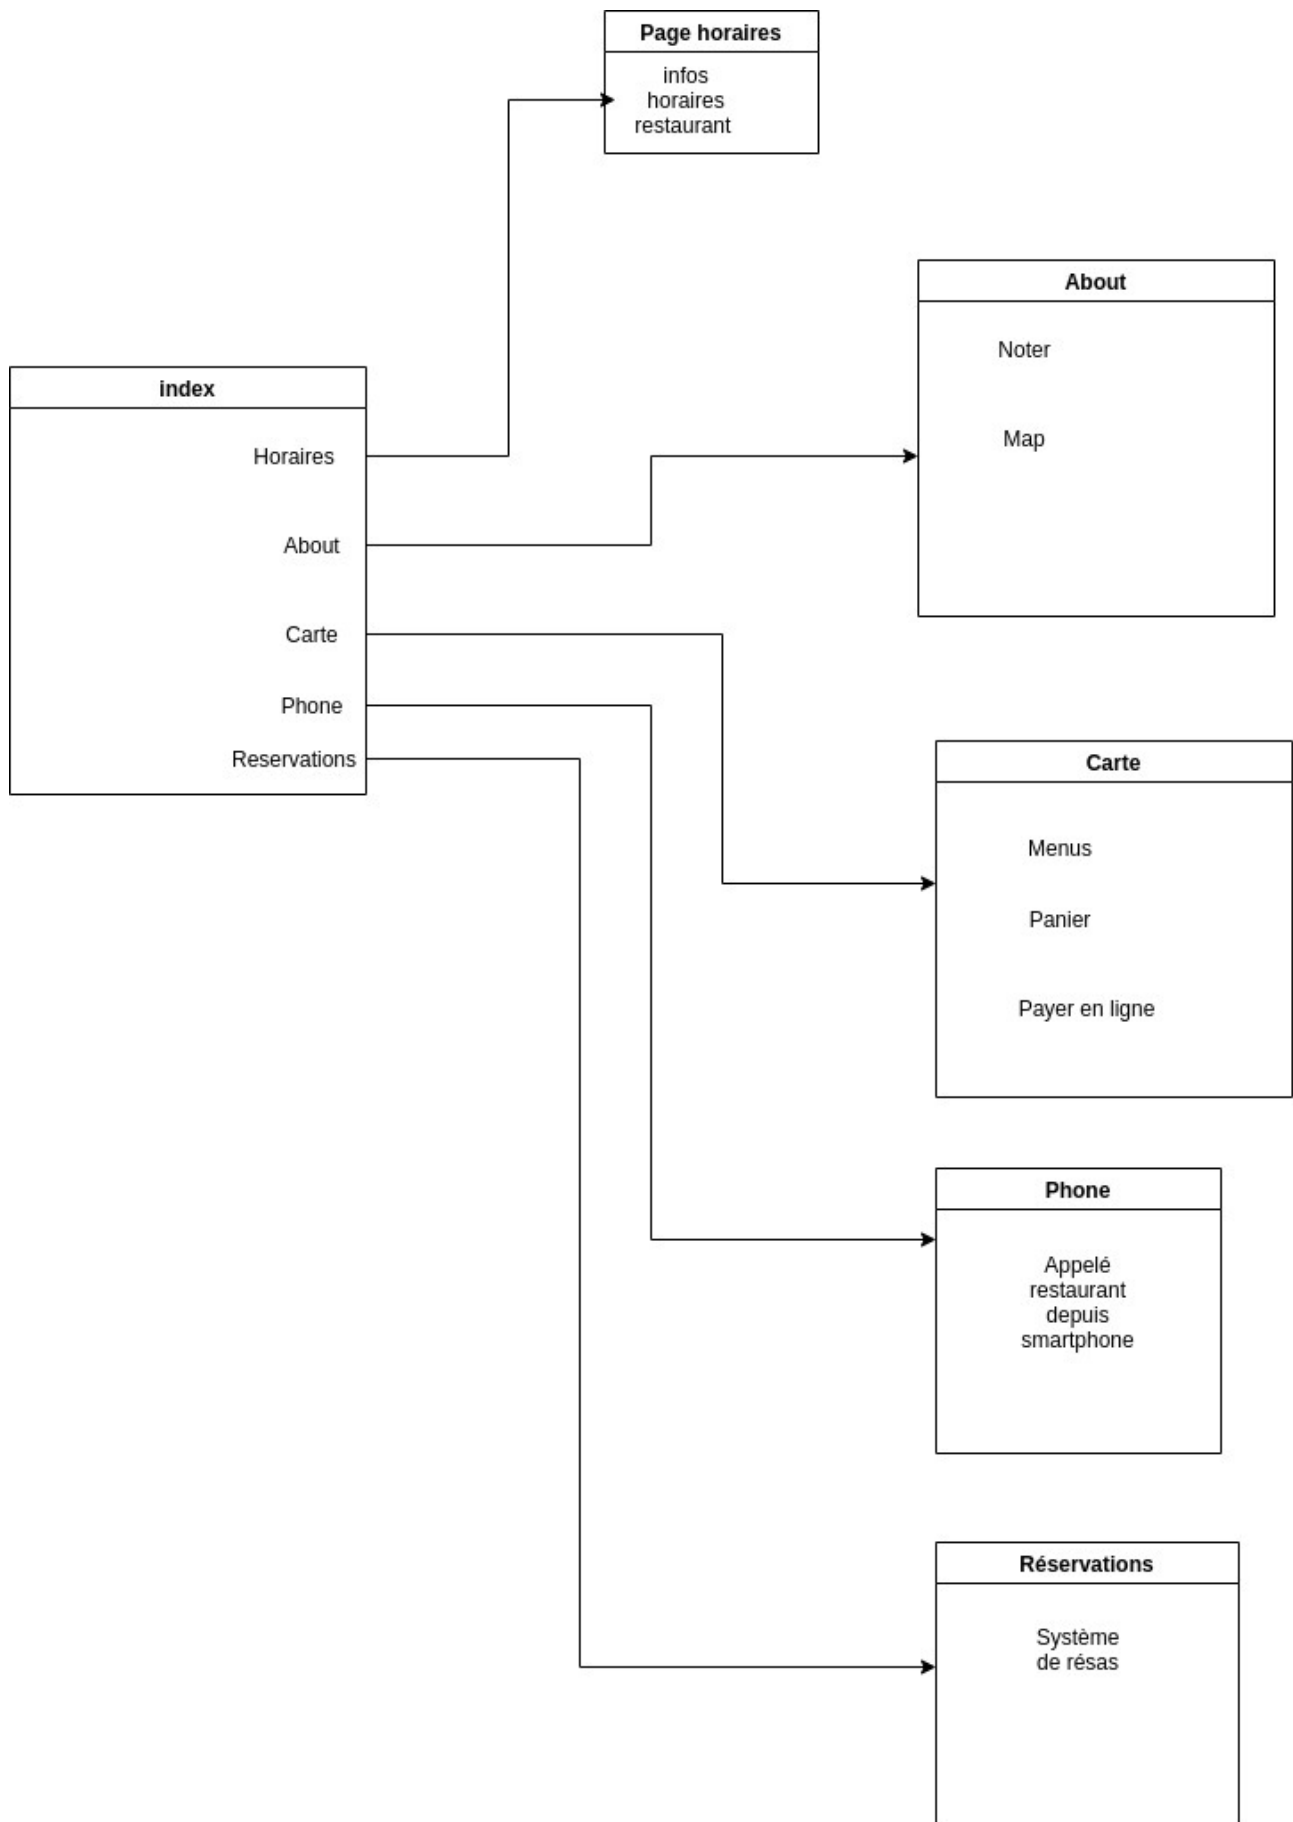 Page horaires
infos
horaires
restaurant
About
Noter
Map
index
Horaires
About
Carte
Phone
Reservations
Carte
Menus
Panier
Payer en ligne
Phone
Appelé
restaurant
depuis
smartphone
Réservations
Système
de résas